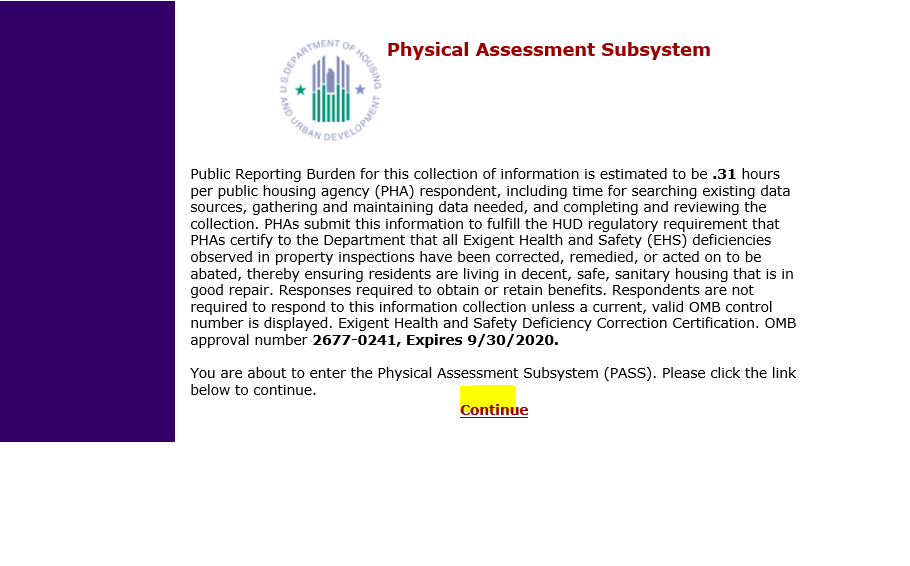 U.S.DEPARTMENT OF HOUSING
AND URBAN DEVELOPMENT
Physical Assessment Subsystem
Public Reporting Burden for this collection of information is estimated to be .31 hours
per public housing agency (PHA) respondent, including time for searching existing data
sources, gathering and maintaining data needed, and completing and reviewing the
collection. PHAs submit this information to fulfill the HUD regulatory requirement that
PHAs certify to the Department that all Exigent Health and Safety (EHS) deficiencies
observed in property inspections have been corrected, remedied, or acted on to be
abated, thereby ensuring residents are living in decent, safe, sanitary housing that is in
good repair. Responses required to obtain or retain benefits. Respondents are not
required to respond to this information collection unless a current, valid OMB control
number is displayed. Exigent Health and Safety Deficiency Correction Certification. OMB
approval number 2677-0241, Expires 9/30/2020.
You are about to enter the Physical Assessment Subsystem (PASS). Please click the link
below to continue.
Continue